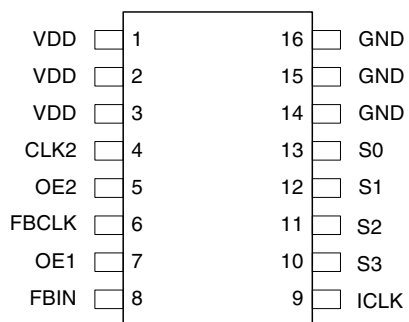 VDD 1 16 GND
VDD 2 15 GND
VDD 3 14 GND
CLK2 4 13 S0
OE2 5 12 S1
FBCLK 6 11 S2
OE1 7 10 S3
FBIN 8 9 ICLK